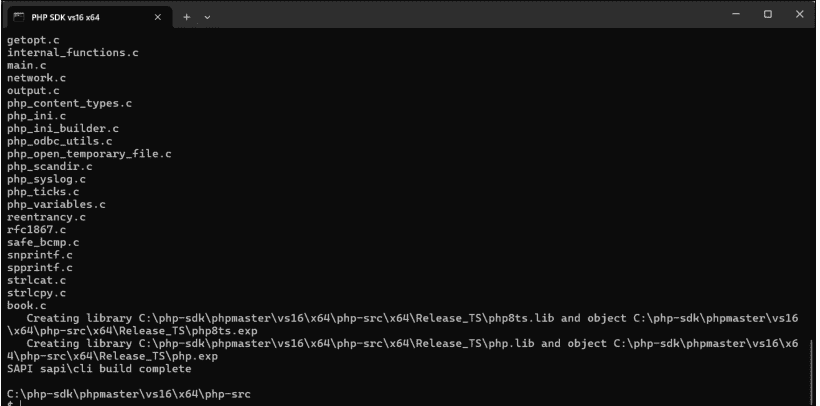 PHP SDK vs16 x64
getopt.c
internal_functions.c
main.c
network.c
output.c
php_content_types.c
php_ini.c
php_ini_builder.c
php_odbc_utils.c
php_open_temporary_file.c
php_scandir.c
php_syslog.c
php_ticks.c
php_variables.c
reentrancy.c
rfc1867.c
safe_bcmp.c
snprintf.c
spprintf.c
strlcat.c
strlcpy.c
book.c
   Creating library C:\php-sdk\phpmaster\vs16\x64\php-src\x64\Release_TS\php8ts.lib and object C:\php-sdk\phpmaster\vs16
\x64\php-src\x64\Release_TS\php8ts.exp
   Creating library C:\php-sdk\phpmaster\vs16\x64\php-src\x64\Release_TS\php.lib and object C:\php-sdk\phpmaster\vs16\x6
4\php-src\x64\Release_TS\php.exp
SAPI sapi\cli build complete
C:\php-sdk\phpmaster\vs16\x64\php-src
$